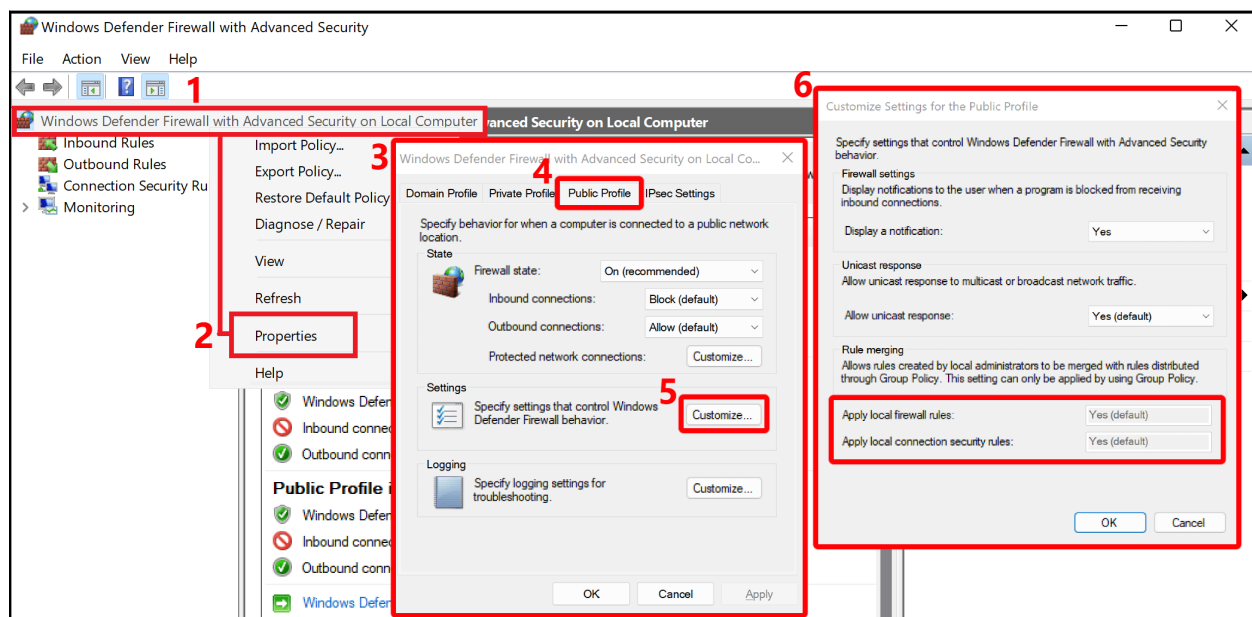 Windows Defender Firewall with Advanced Security
File Action View Help
1
Windows Defender Firewall with Advanced Security on Local Computer
anced Security on Local Computer
Inbound Rules
Outbound Rules
Connection Security Ru
Monitoring
Import Policy...
Export Policy...
Restore Default Policy
Diagnose / Repair
View
Refresh
2
Properties
Help
Windows Defen
Inbound connec
Outbound conn
Public Profile i
Windows Defen
Inbound connec
Outbound conn
Windows Defen
3
Windows Defender Firewall with Advanced Security on Local Co...
4
Domain Profile Private Profile Public Profile IPsec Settings
Specify behavior for when a computer is connected to a public network
location.
State
Firewall state: On (recommended)
Inbound connections: Block (default)
Outbound connections: Allow (default)
Protected network connections: Customize...
Settings
5
Specify settings that control Windows
Defender Firewall behavior.
Customize...
Logging
Specify logging settings for
troubleshooting.
Customize...
OK Cancel Apply
6
Customize Settings for the Public Profile
Specify settings that control Windows Defender Firewall with Advanced Security
behavior.
Firewall settings
Display notifications to the user when a program is blocked from receiving
inbound connections.
Display a notification: Yes
Unicast response
Allow unicast response to multicast or broadcast network traffic.
Allow unicast response: Yes (default)
Rule merging
Allows rules created by local administrators to be merged with rules distributed
through Group Policy. This setting can only be applied by using Group Policy.
Apply local firewall rules: Yes (default)
Apply local connection security rules: Yes (default)
OK Cancel